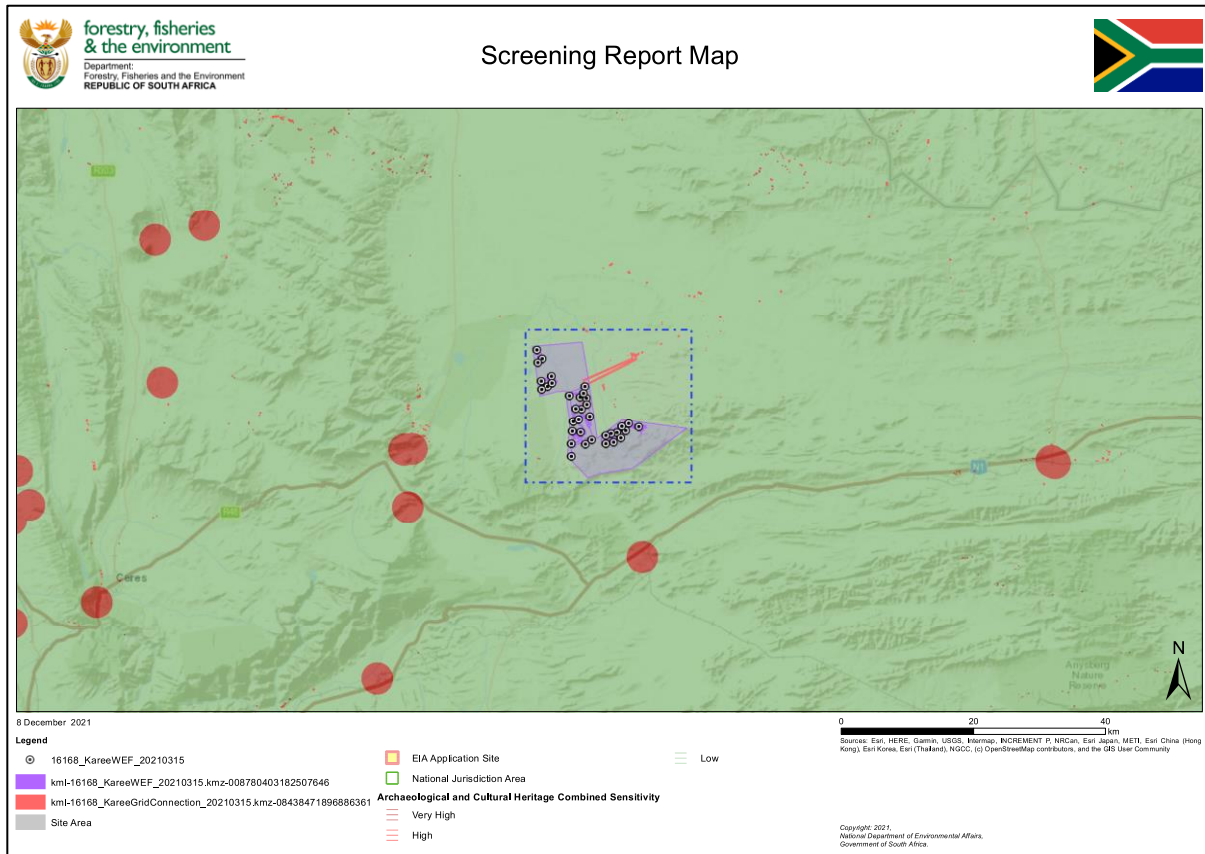 forestry, fisheries
& the environment
Department:
Forestry, Fisheries and the Environment
REPUBLIC OF SOUTH AFRICA
Screening Report Map
R303
N1
R46
Ceres
Anysberg
Nature
Reserve
N
8 December 2021
0 20 40
km
Sources: Esri, HERE, Garmin, USGS, Intermap, INCREMENT P, NRCan, Esri Japan, METI, Esri China (Hong
Kong), Esri Korea, Esri (Thailand), NGCC, (c) OpenStreetMap contributors, and the GIS User Community
Legend
16168_KareeWEF_20210315
kml-16168_KareeWEF_20210315.kmz-008780403182507646
kml-16168_KareeGridConnection_20210315.kmz-08438471896886361
Site Area
EIA Application Site
National Jurisdiction Area
Archaeological and Cultural Heritage Combined Sensitivity
Very High
High
Low
Copyright: 2021,
National Department of Environmental Affairs,
Government of South Africa.